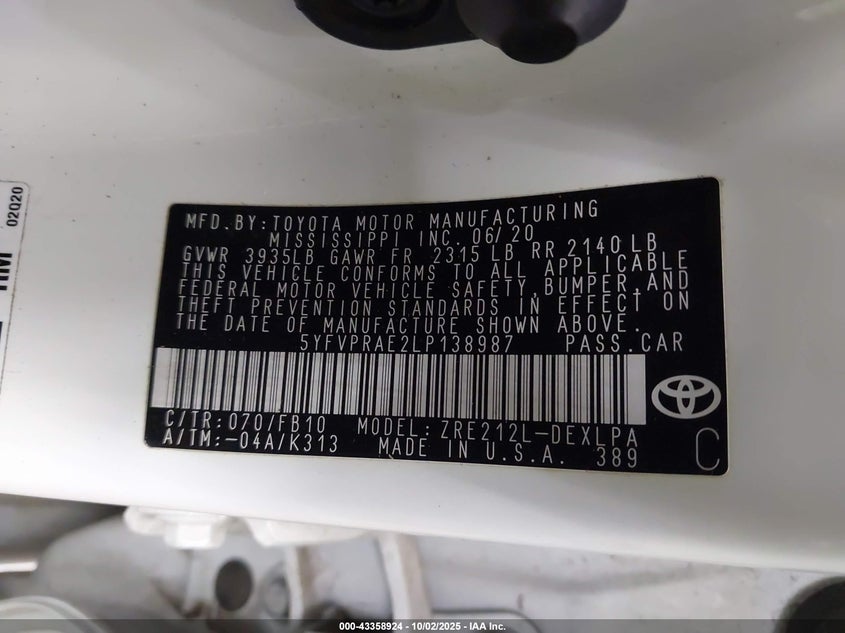 MFD. BY: TOYOTA MOTOR MANUFACTURING
MISSISSIPPI INC. 06/20
GVWR 3935LB GAWR FR 2315 LB RR 2140 LB
THIS VEHICLE CONFORMS TO ALL APPLICABLE
FEDERAL MOTOR VEHICLE SAFETY, BUMPER, AND
THEFT PREVENTION STANDARDS IN EFFECT ON
THE DATE OF MANUFACTURE SHOWN ABOVE.
5YFVPRAE2LP138987 PASS. CAR
C/TR: 070/FB10 MODEL: ZRE212L-DEXLPA
A/TM: -04A/K313 MADE IN U.S.A. 389
C
02Q20
000-43358924 - 10/02/2025 - IAA Inc.